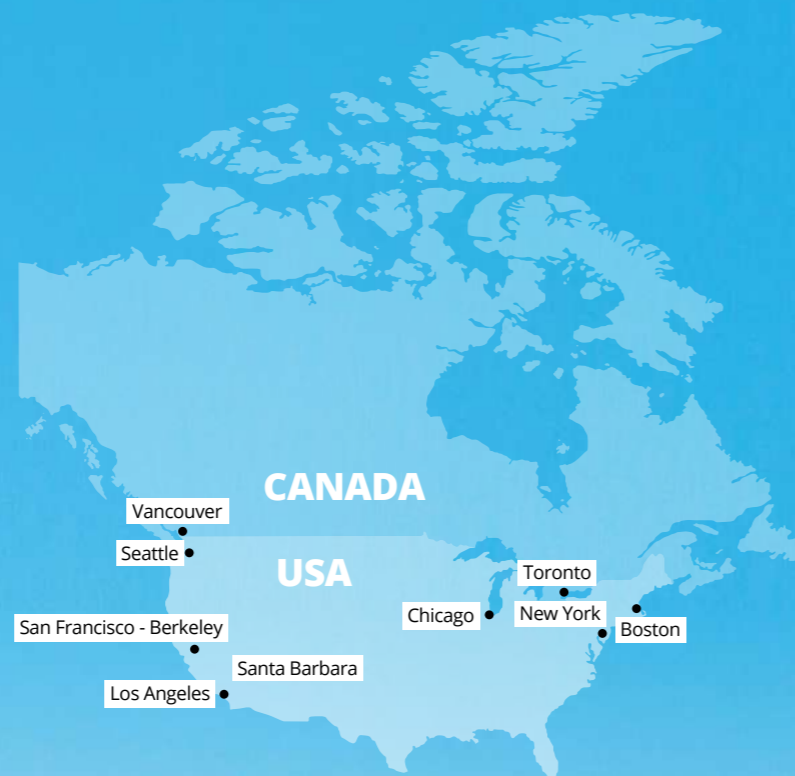 CANADA
Vancouver
Seattle
USA
Toronto
Chicago
New York
Boston
San Francisco - Berkeley
Santa Barbara
Los Angeles